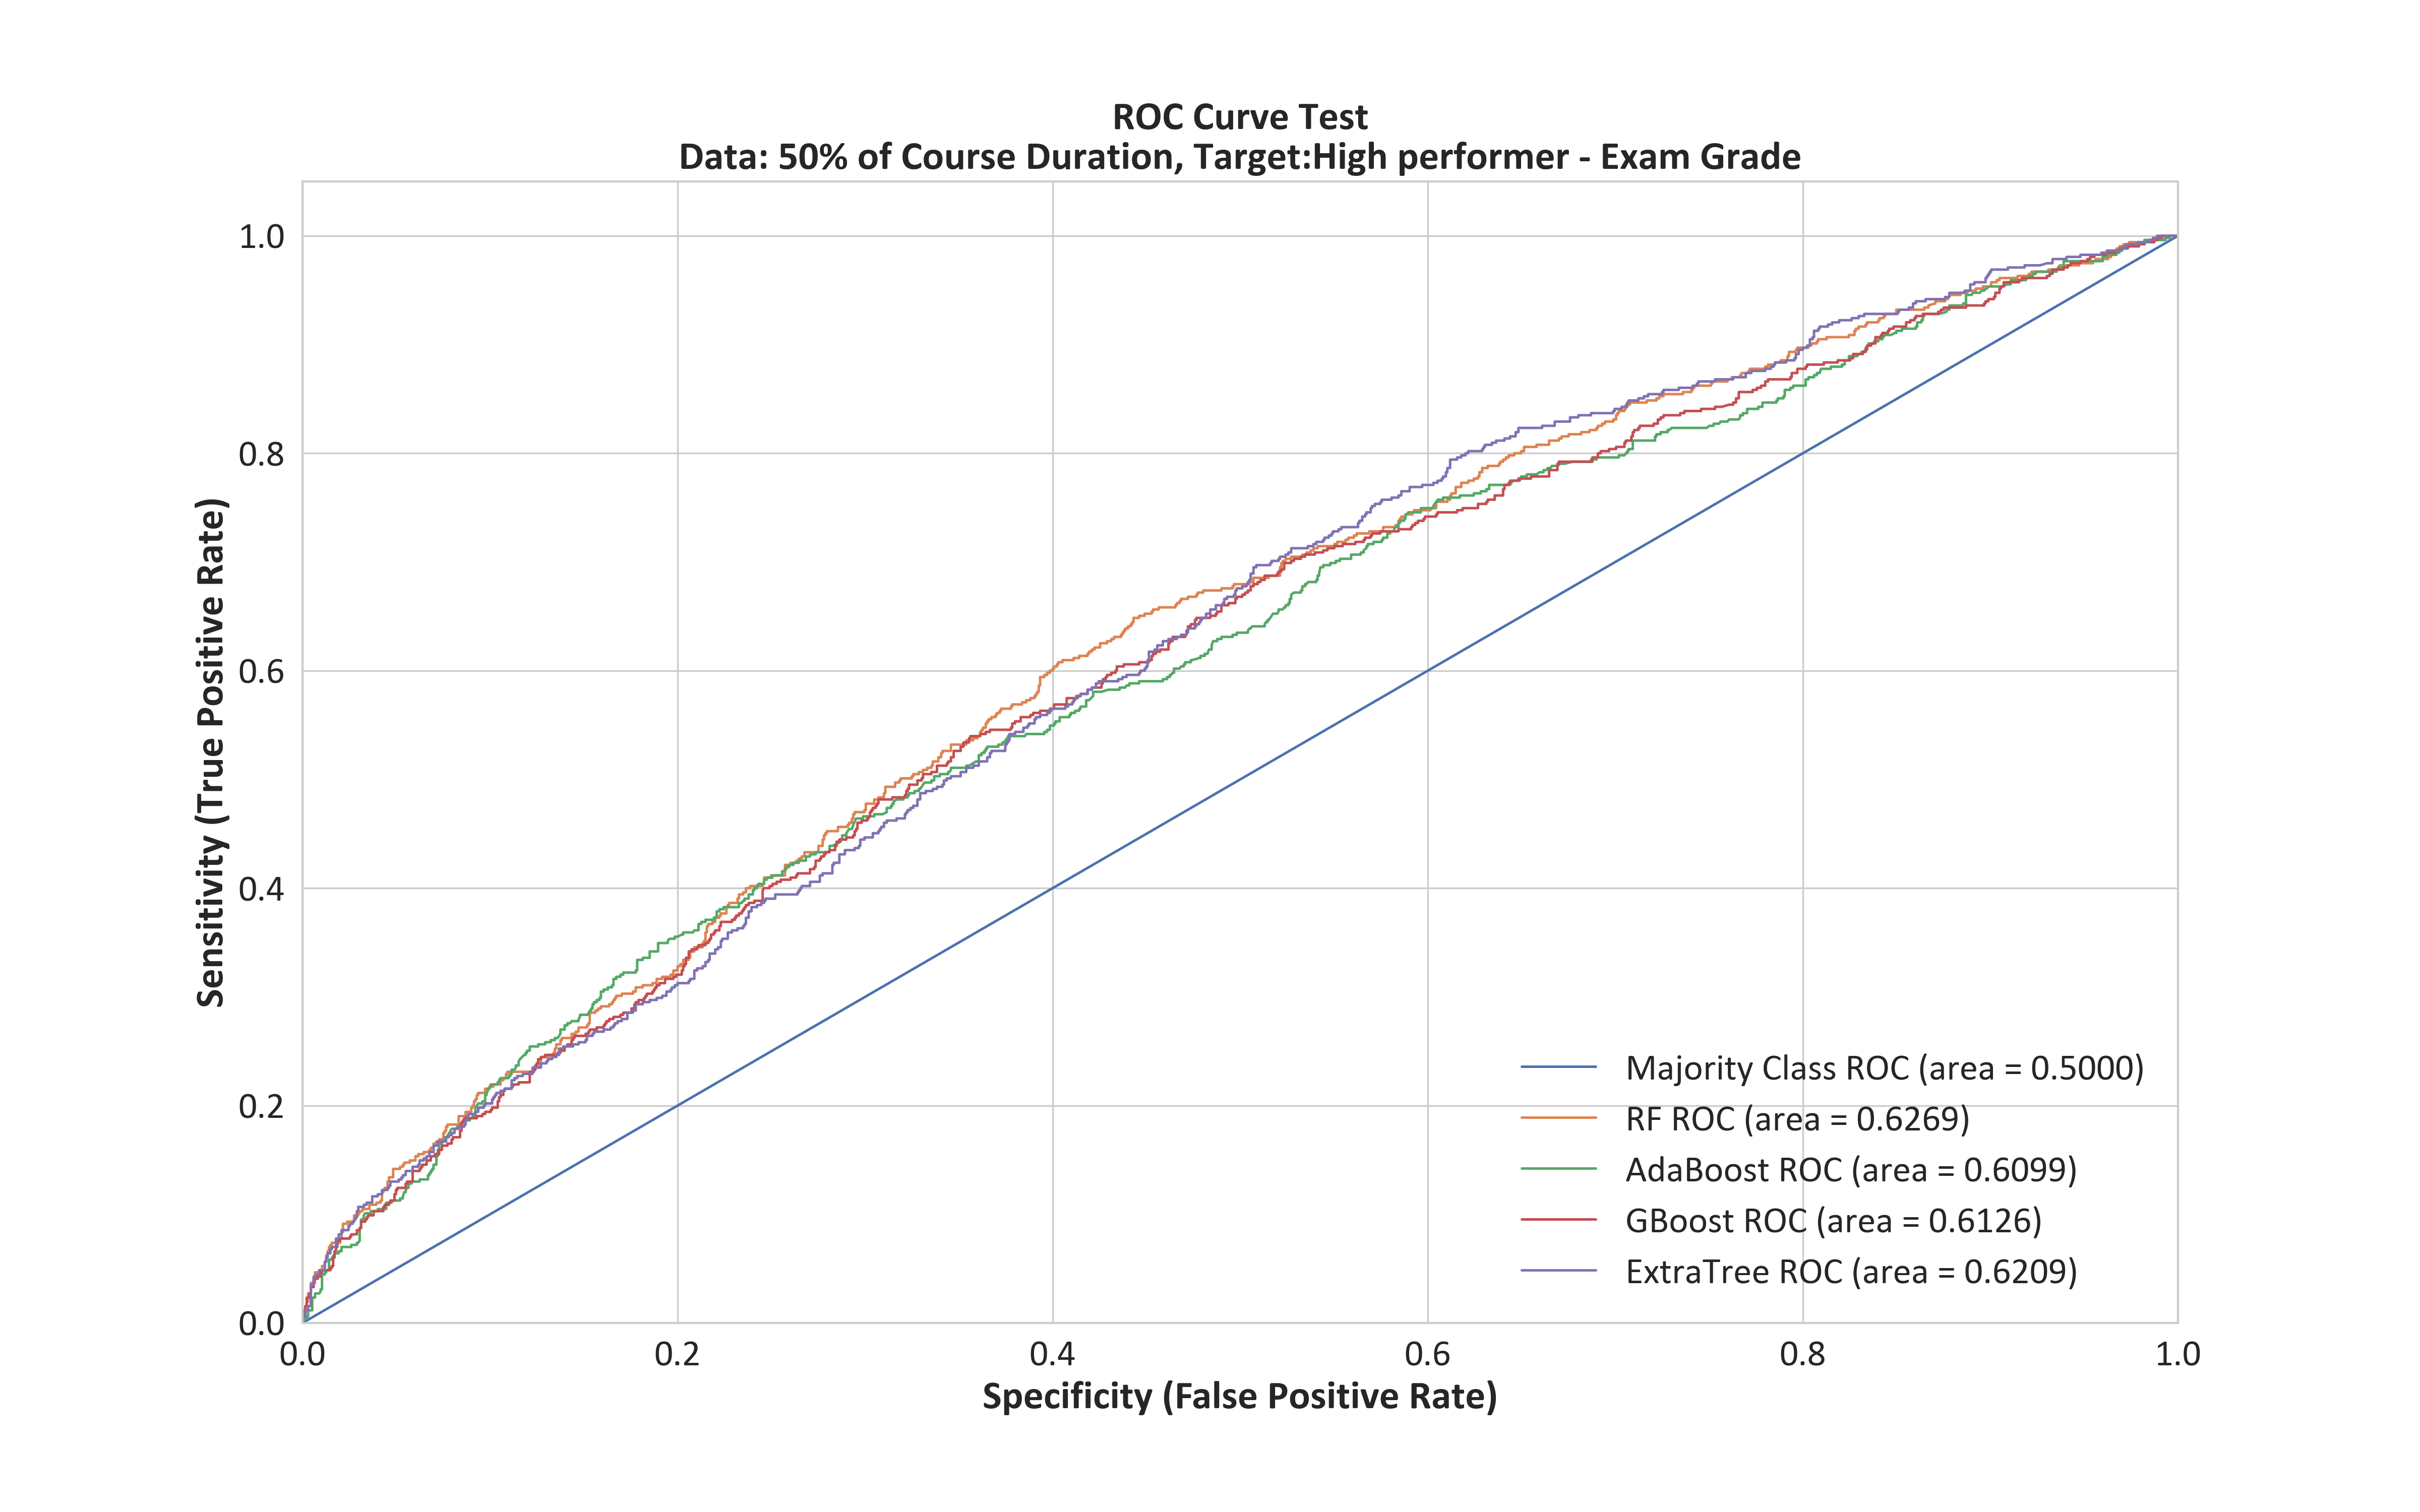 ROC Curve Test
Data: 50% of Course Duration, Target:High performer - Exam Grade
Sensitivity (True Positive Rate)
1.0
0.8
0.6
0.4
0.2
0.0
Majority Class ROC (area = 0.5000)
RF ROC (area = 0.6269)
AdaBoost ROC (area = 0.6099)
GBoost ROC (area = 0.6126)
ExtraTree ROC (area = 0.6209)
0.0 0.2 0.4 0.6 0.8 1.0
Specificity (False Positive Rate)